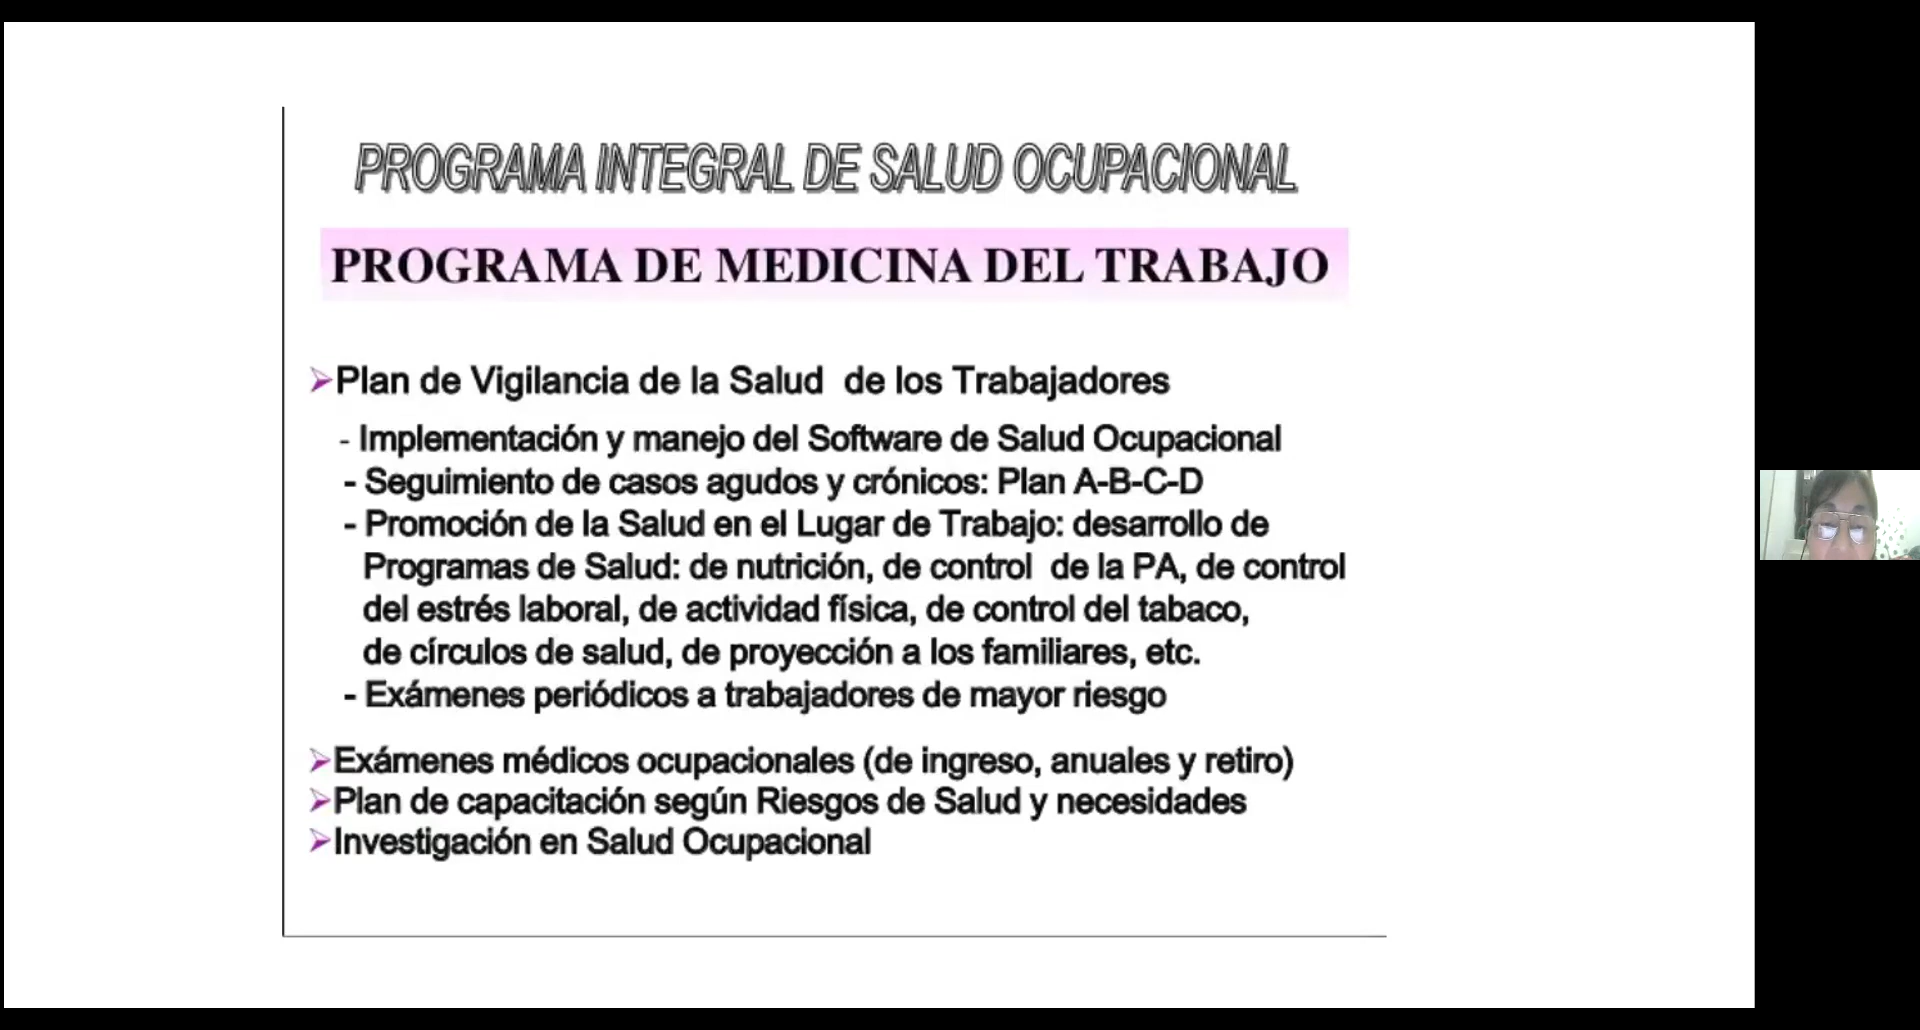 PROGRAMA INTEGRAL DE SALUD OCUPACIONAL
PROGRAMA DE MEDICINA DEL TRABAJO
➢Plan de Vigilancia de la Salud de los Trabajadores
- Implementación y manejo del Software de Salud Ocupacional
- Seguimiento de casos agudos y crónicos: Plan A-B-C-D
- Promoción de la Salud en el Lugar de Trabajo: desarrollo de
Programas de Salud: de nutrición, de control de la PA, de control
del estrés laboral, de actividad física, de control del tabaco,
de círculos de salud, de proyección a los familiares, etc.
- Exámenes periódicos a trabajadores de mayor riesgo
➢Exámenes médicos ocupacionales (de ingreso, anuales y retiro)
➢Plan de capacitación según Riesgos de Salud y necesidades
➢Investigación en Salud Ocupacional